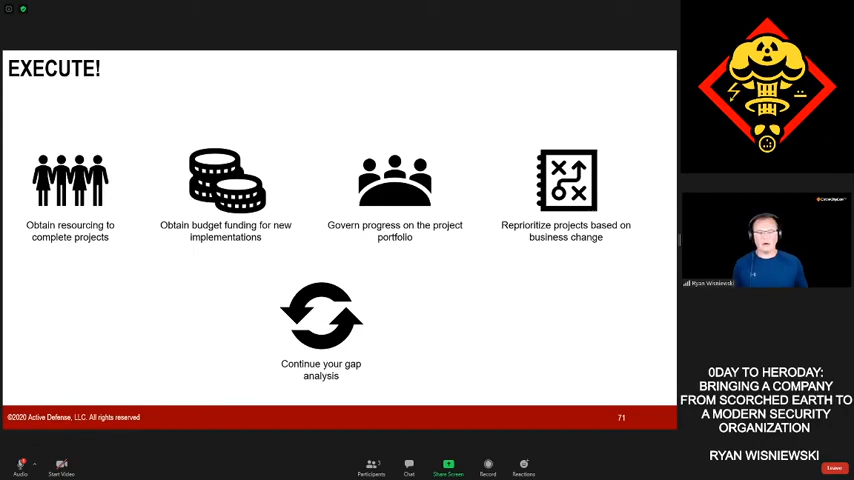 EXECUTE!
Obtain resourcing to
complete projects
Obtain budget funding for new
implementations
Govern progress on the project
portfolio
Reprioritize projects based on
business change
Continue your gap
analysis
©2020 Active Defense, LLC. All rights reserved
71
Ryan Wisniewski
0DAY TO HERODAY:
BRINGING A COMPANY
FROM SCORCHED EARTH TO
A MODERN SECURITY
ORGANIZATION
RYAN WISNIEWSKI
Audio
Start Video
Participants
3
Chat
Share Screen
Record
Reactions
Leave